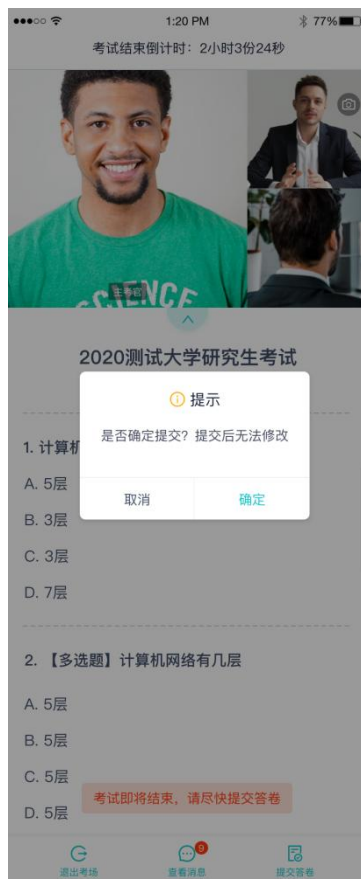 1:20 PM
77%
考试结束倒计时：2小时3份24秒
SCIENCE
主考官
2020测试大学研究生考试
提示
是否确定提交？提交后无法修改
取消
确定
1. 计算机
A. 5层
B. 3层
C. 3层
D. 7层
2. 【多选题】计算机网络有几层
A. 5层
B. 5层
C. 5层
考试即将结束，请尽快提交答卷
D. 5层
9
退出考场
查看消息
提交答卷